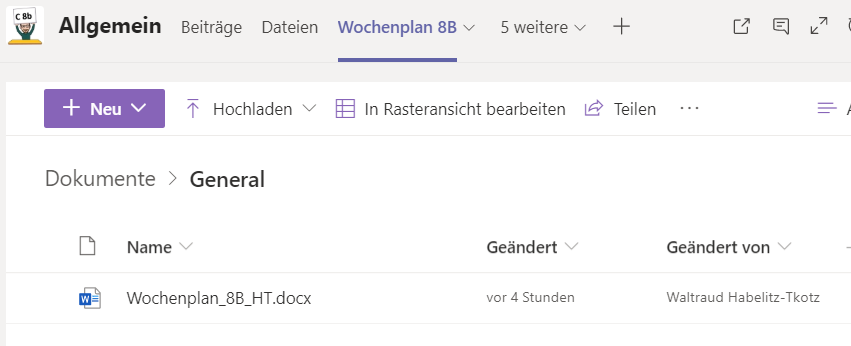 C 8b
Allgemein Beiträge Dateien Wochenplan 8B 5 weitere
Neu Hochladen In Rasteransicht bearbeiten Teilen ...
Dokumente > General
Name Geändert Geändert von
Wochenplan_8B_HT.docx vor 4 Stunden Waltraud Habelitz-Tkotz